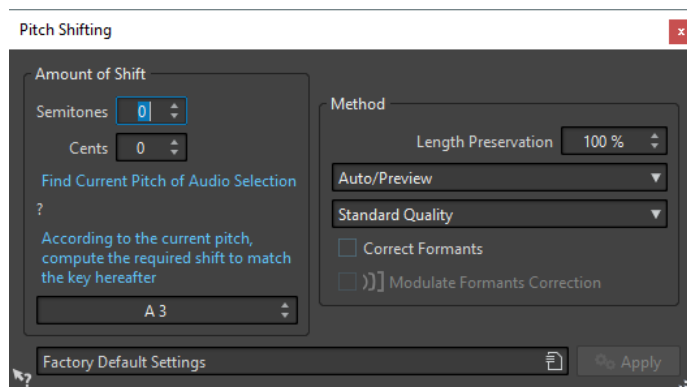 Pitch Shifting
x
Amount of Shift
Semitones 0
Cents 0
Find Current Pitch of Audio Selection
?
According to the current pitch,
compute the required shift to match
the key hereafter
A 3
Method
Length Preservation 100 %
Auto/Preview
Standard Quality
Correct Formants
Modulate Formants Correction
Factory Default Settings
Apply
?